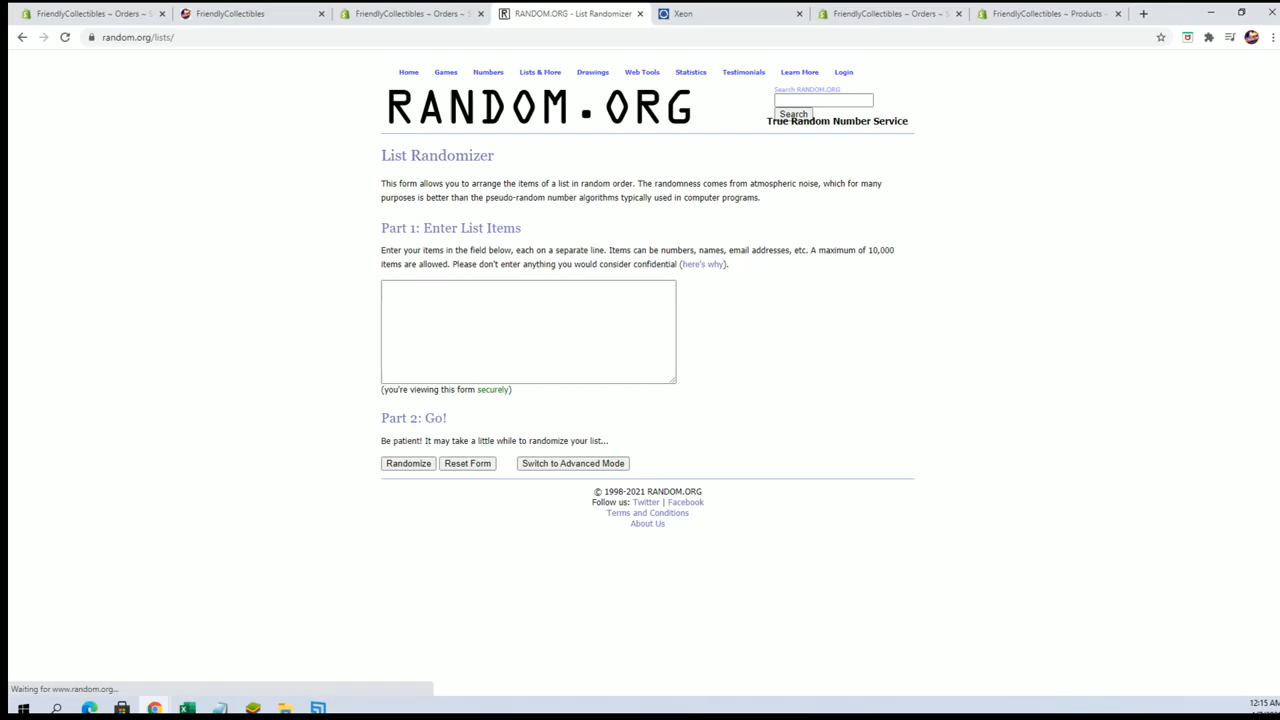 FriendlyCollectibles ~ Orders ~ S
FriendlyCollectibles
FriendlyCollectibles ~ Orders ~ S
RANDOM.ORG - List Randomizer
Xeon
FriendlyCollectibles ~ Orders ~ S
FriendlyCollectibles ~ Products ~
random.org/lists/
Home Games Numbers Lists & More Drawings Web Tools Statistics Testimonials Learn More Login
RANDOM.ORG
Search RANDOM.ORG
Search
True Random Number Service
List Randomizer
This form allows you to arrange the items of a list in random order. The randomness comes from atmospheric noise, which for many
purposes is better than the pseudo-random number algorithms typically used in computer programs.
Part 1: Enter List Items
Enter your items in the field below, each on a separate line. Items can be numbers, names, email addresses, etc. A maximum of 10,000
items are allowed. Please don't enter anything you would consider confidential (here's why).
(you're viewing this form securely)
Part 2: Go!
Be patient! It may take a little while to randomize your list...
Randomize Reset Form Switch to Advanced Mode
© 1998-2021 RANDOM.ORG
Follow us: Twitter | Facebook
Terms and Conditions
About Us
Waiting for www.random.org...
12:15 AM